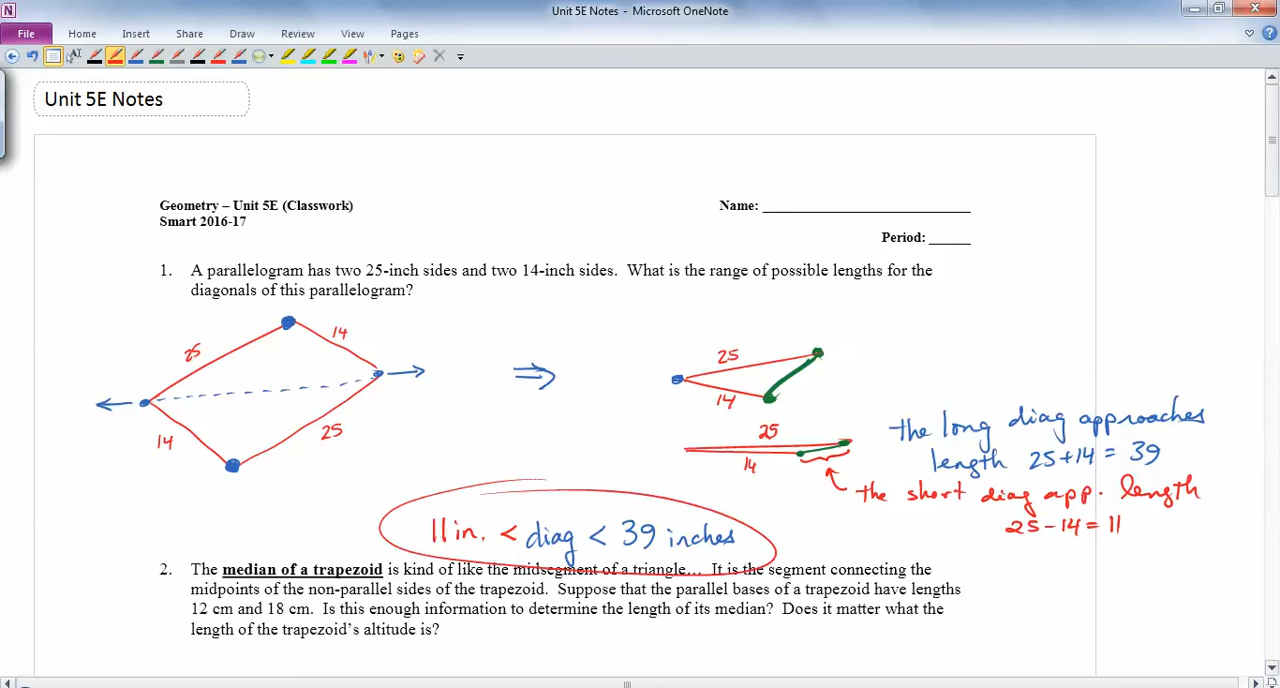 Unit 5E Notes - Microsoft OneNote
File Home Insert Share Draw Review View Pages
Unit 5E Notes
Geometry – Unit 5E (Classwork)
Name: ____________________
Smart 2016-17
Period: _____
1. A parallelogram has two 25-inch sides and two 14-inch sides. What is the range of possible lengths for the
diagonals of this parallelogram?
25
14
14
25
⇒
25
14
25
14
the long diag approaches
length 25+14 = 39
the short diag app. length
25-14 = 11
11 in. < diag < 39 inches
2. The median of a trapezoid is kind of like the midsegment of a triangle… It is the segment connecting the
midpoints of the non-parallel sides of the trapezoid. Suppose that the parallel bases of a trapezoid have lengths
12 cm and 18 cm. Is this enough information to determine the length of its median? Does it matter what the
length of the trapezoid's altitude is?